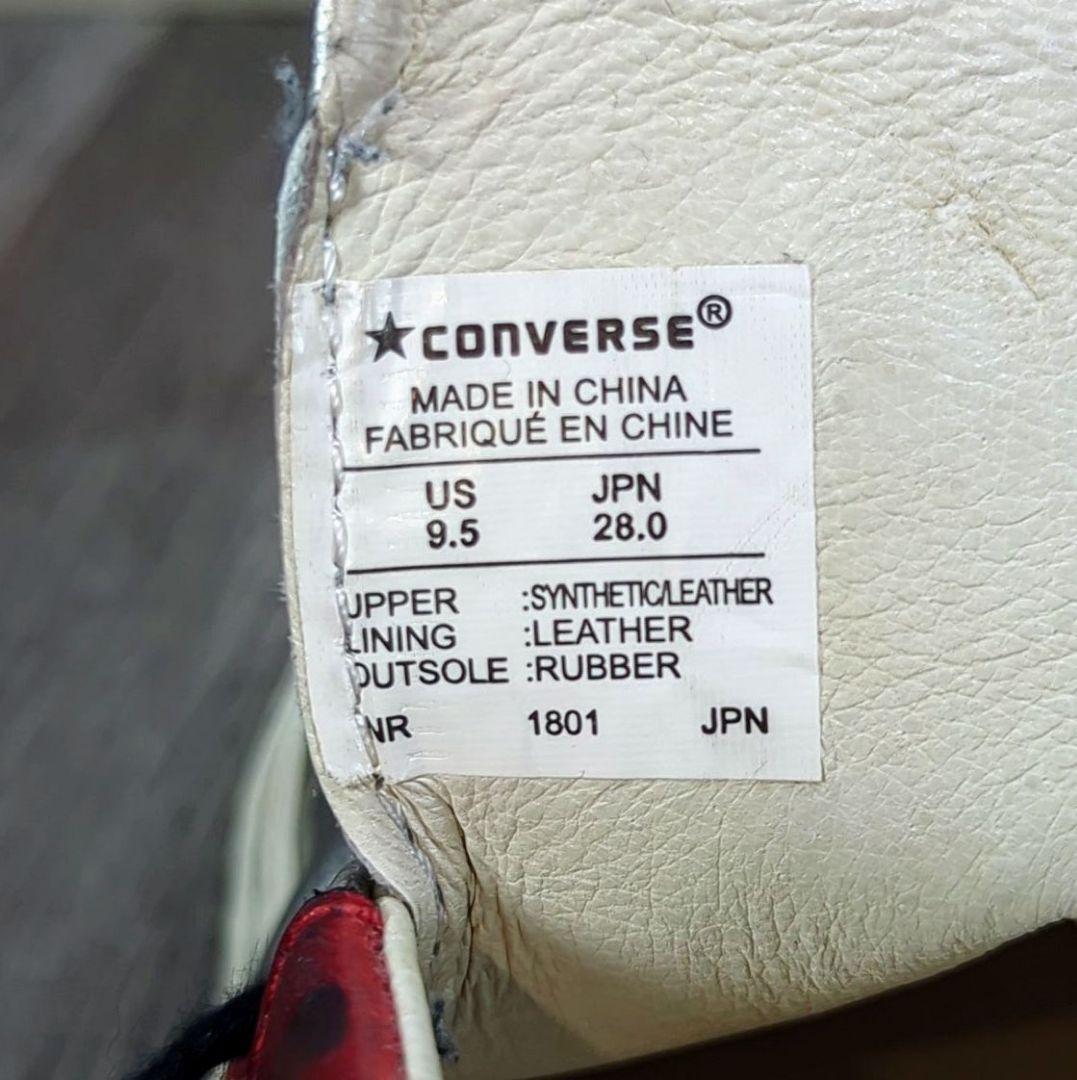 ★CONVERSE®
MADE IN CHINA
FABRIQUÉ EN CHINE
US JPN
9.5 28.0
UPPER :SYNTHETIC/LEATHER
LINING :LEATHER
OUTSOLE :RUBBER
NR 1801 JPN